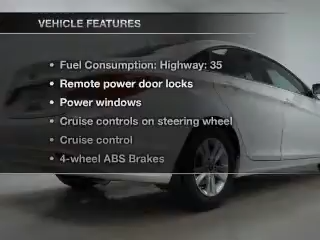 VEHICLE FEATURES
• Fuel Consumption: Highway: 35
• Remote power door locks
• Power windows
• Cruise controls on steering wheel
• Cruise control
• 4-wheel ABS Brakes